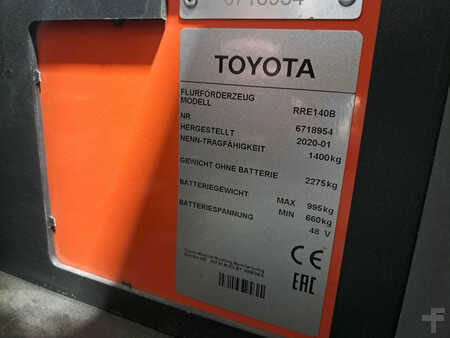 6718954
TOYOTA
FLURFÖRDERZEUG
MODELL RRE140B
NR 6718954
HERGESTELLT 2020-01
NENN-TRAGFÄHIGKEIT 1400kg
GEWICHT OHNE BATTERIE 2275kg
BATTERIEGEWICHT MAX 995kg
MIN 660kg
BATTERIESPANNUNG 48 V
CE
EAC